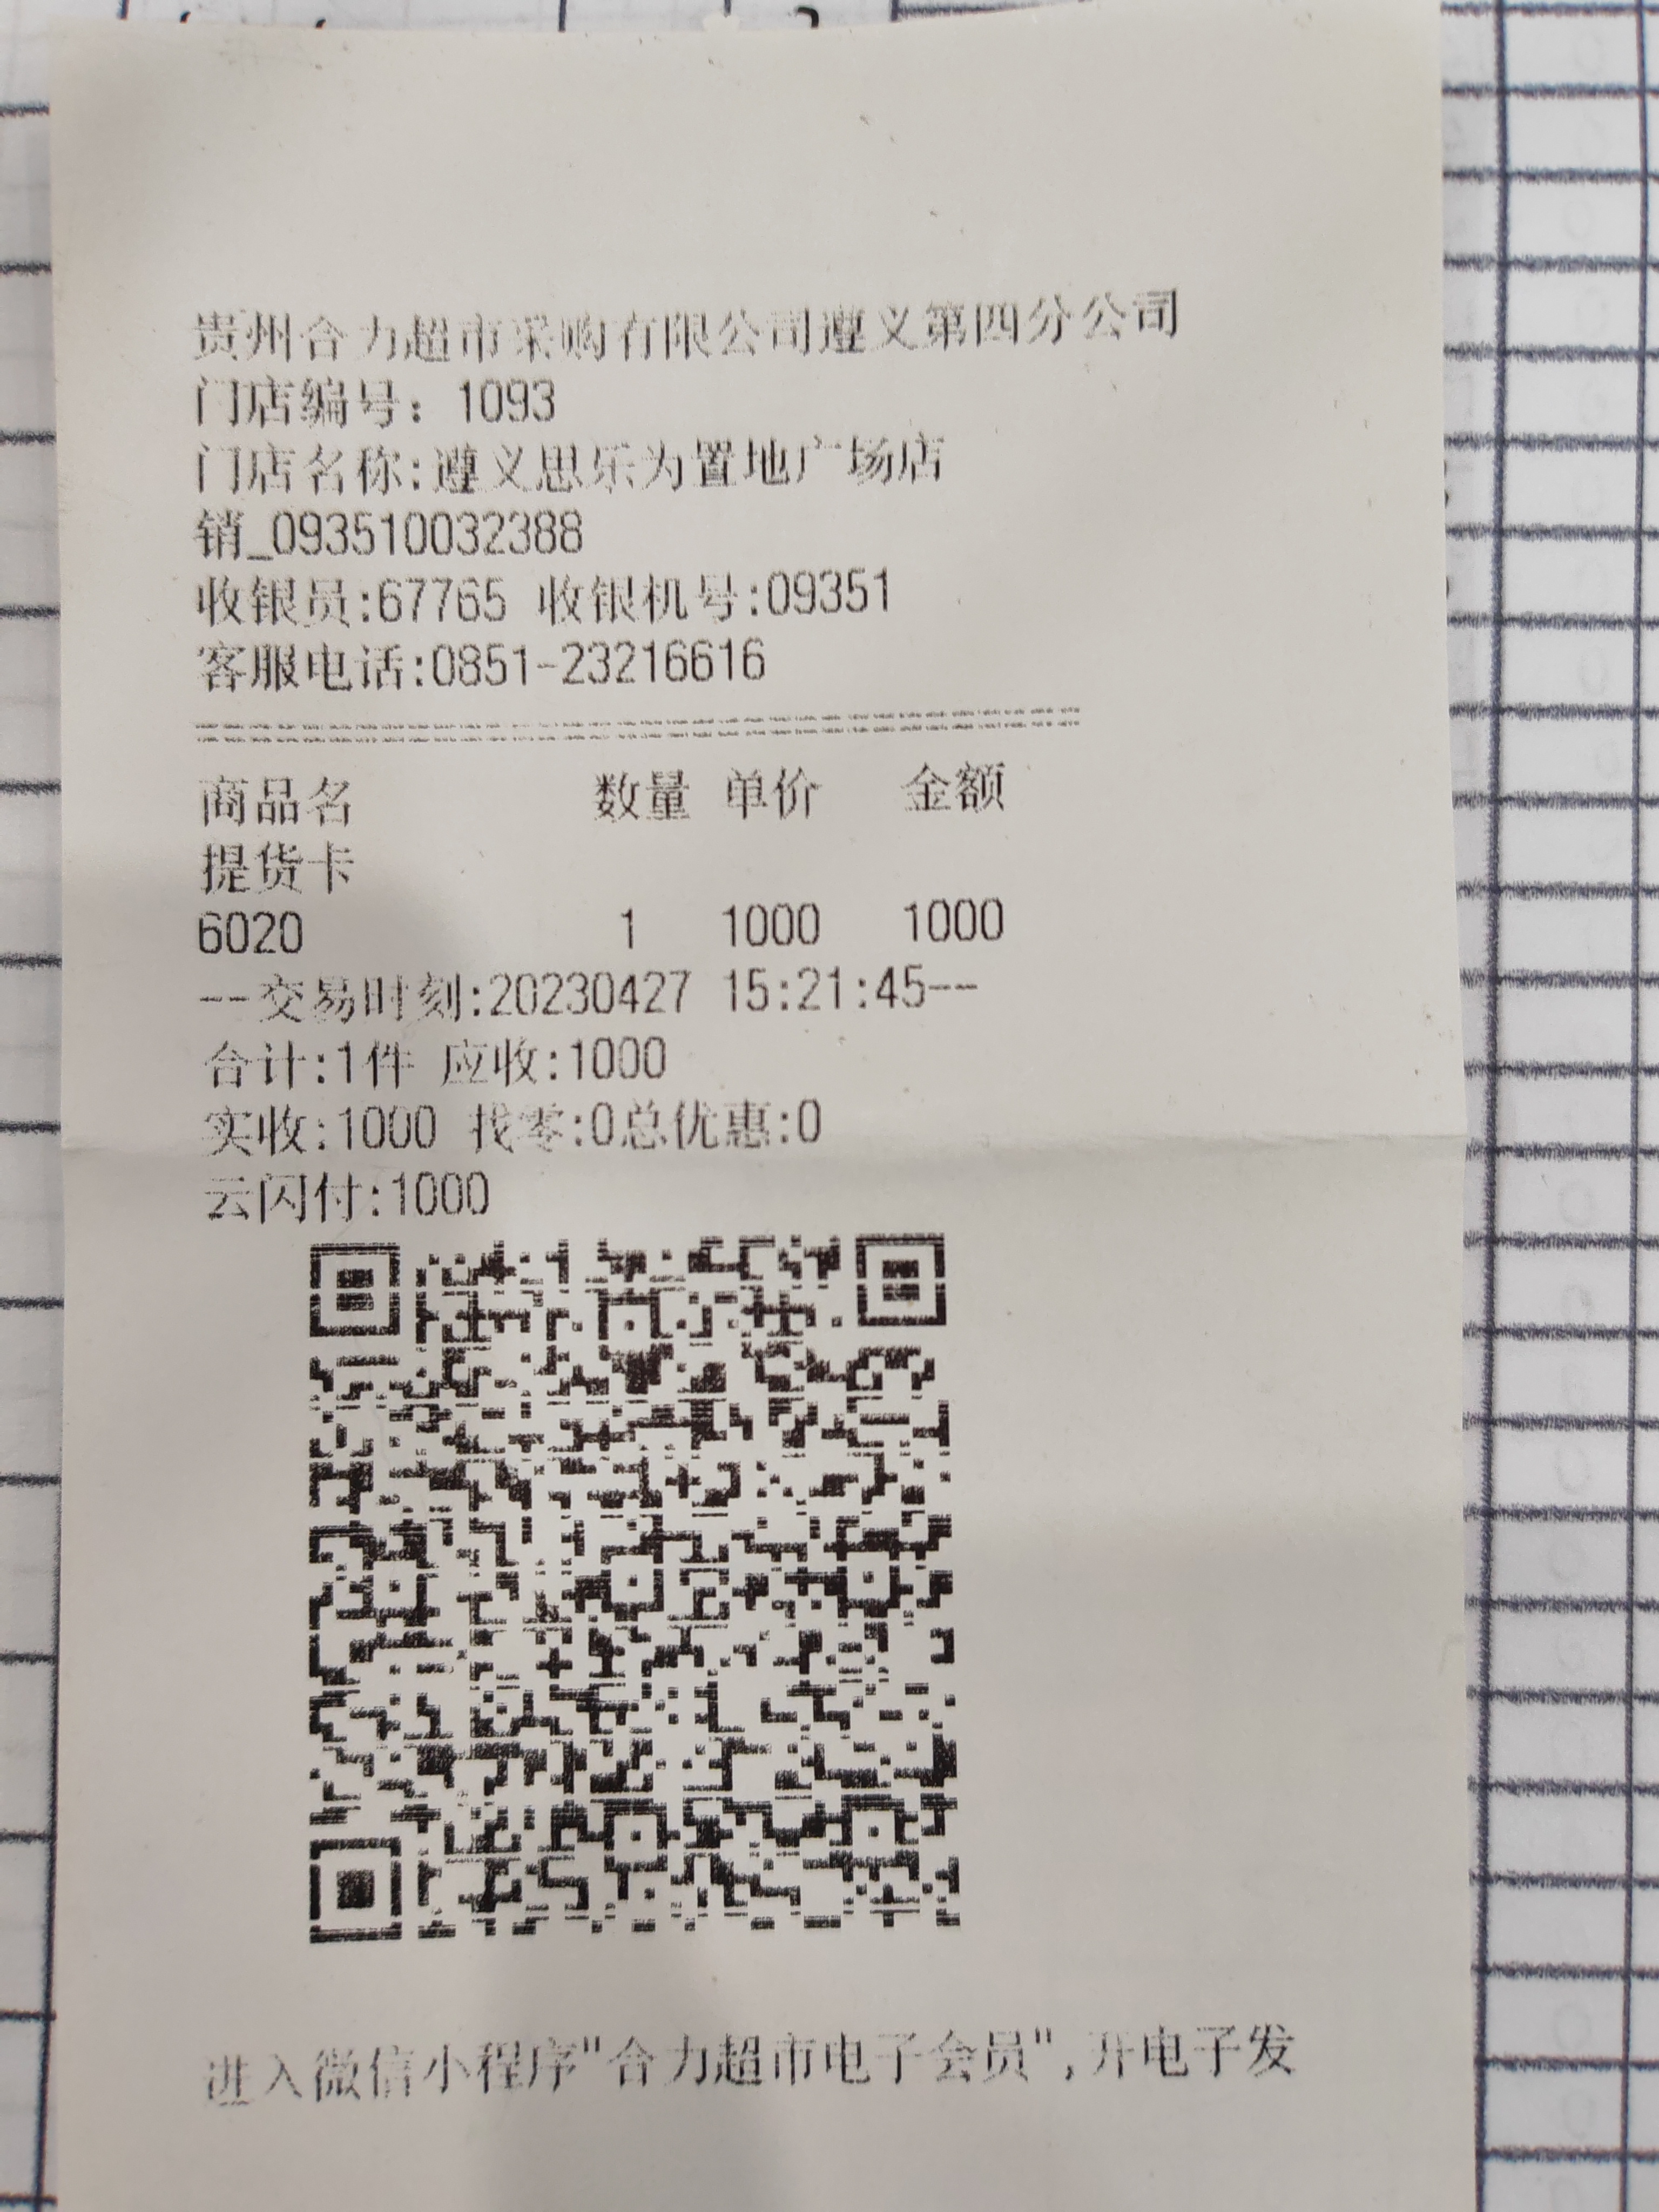 贵州合力超市采购有限公司遵义第四分公司
门店编号：1093
门店名称:遵义思乐为置地广场店
销_093510032388
收银员:67765 收银机号:09351
客服电话:0851-23216616
商品名 数量 单价 金额
提货卡
6020 1 1000 1000
--交易时刻:20230427 15:21:45--
合计:1件 应收:1000
实收:1000 找零:0总优惠:0
云闪付:1000
进入微信小程序"合力超市电子会员",开电子发